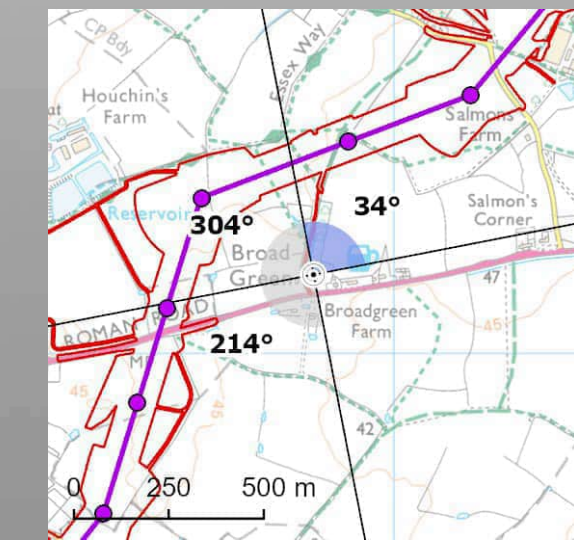 CP Bdy
Essex Way
Houchin's
Farm
Salmons
Farm
Reservoir
304°
34°
Salmon's
Corner
Broad
Green
47
ROMAN ROAD
Broadgreen
Farm
45
214°
45
45
42
0 250 500 m